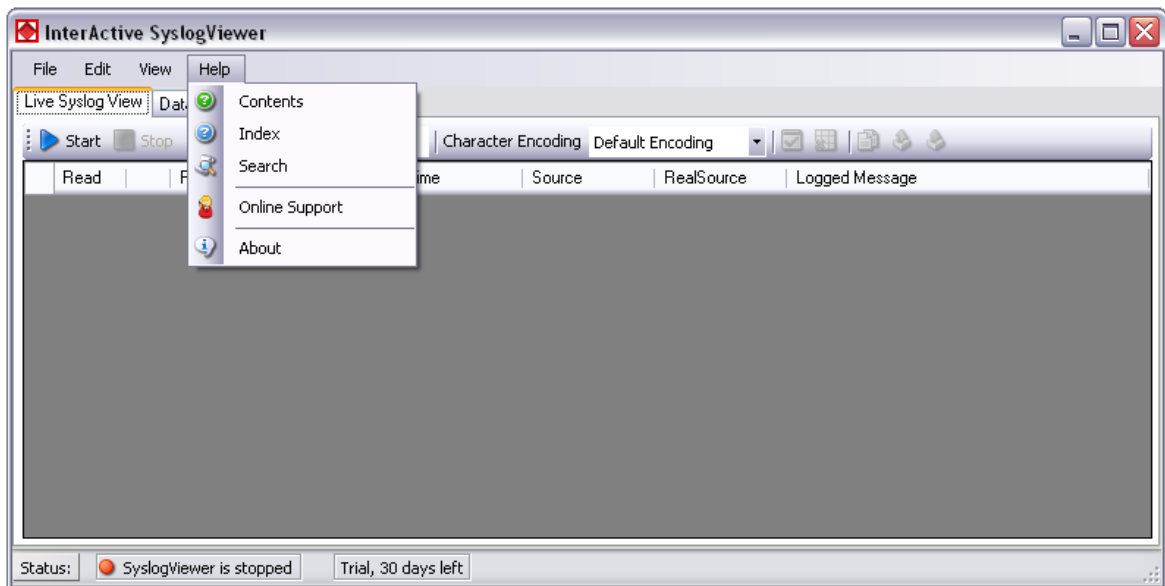 InterActive SyslogViewer
File Edit View Help
Live Syslog View
Contents
Index
Search
Online Support
About
Start Stop Character Encoding Default Encoding
Read Source RealSource Logged Message
Status: SyslogViewer is stopped Trial, 30 days left